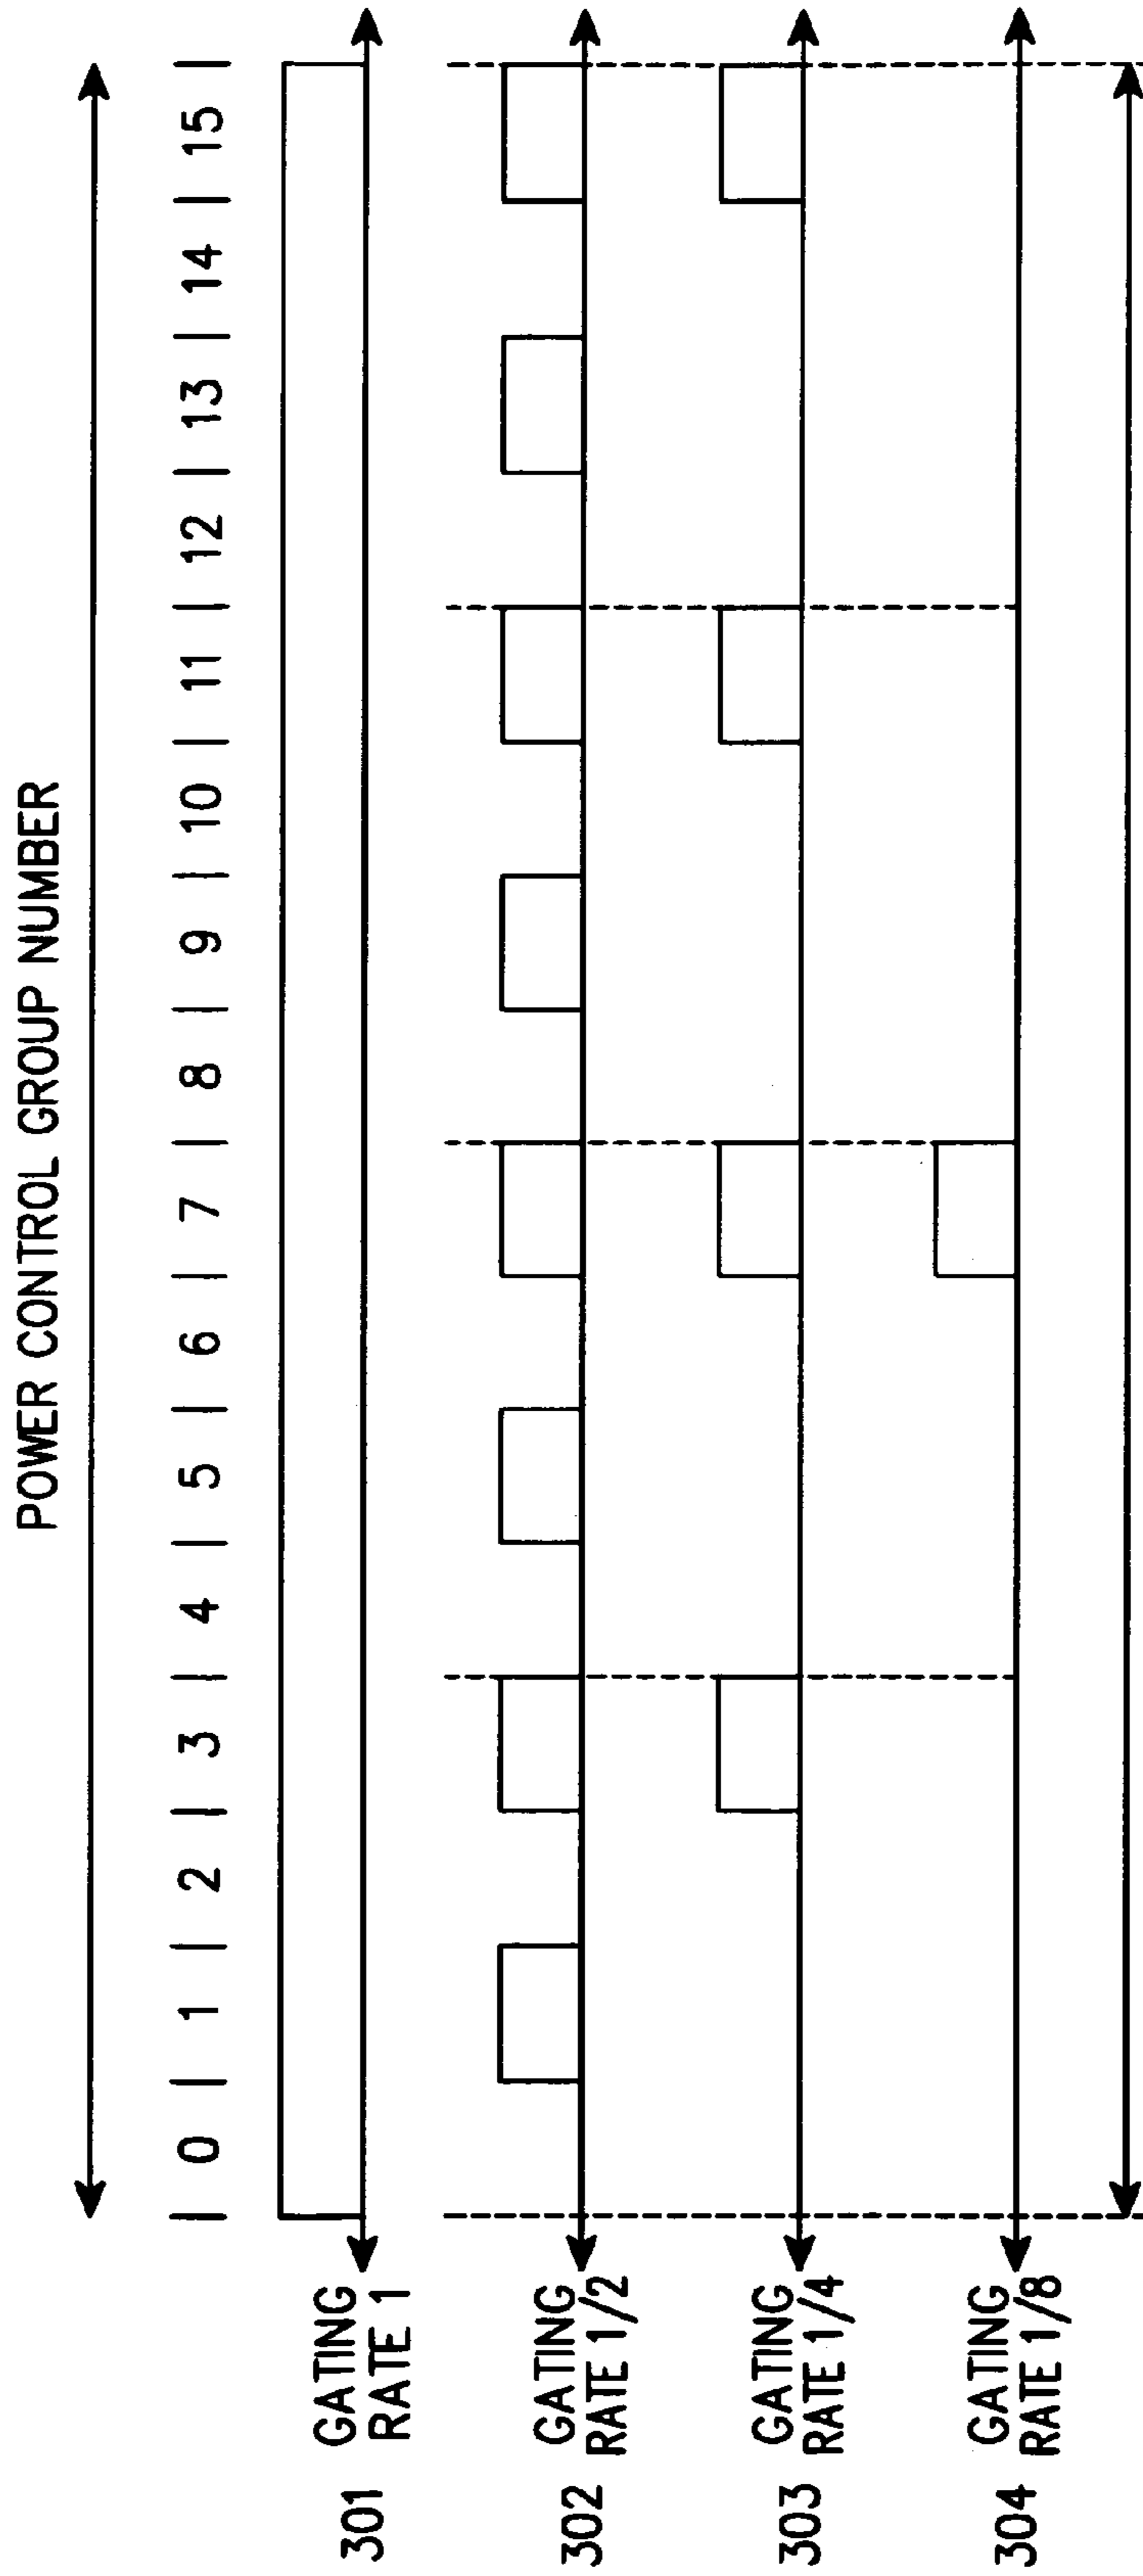 POWER CONTROL GROUP NUMBER
0 | 1 | 2 | 3 | 4 | 5 | 6 | 7 | 8 | 9 | 10 | 11 | 12 | 13 | 14 | 15
301 GATING
RATE 1
302 GATING
RATE 1/2
303 GATING
RATE 1/4
304 GATING
RATE 1/8